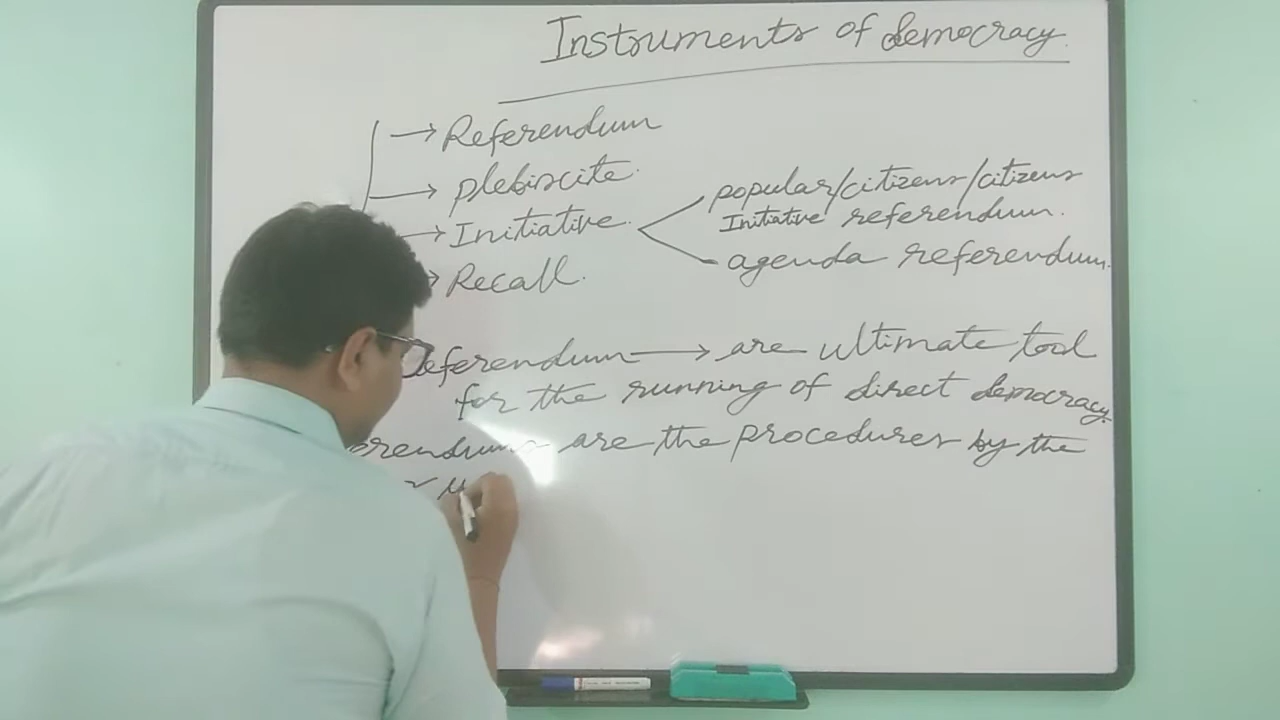 Instruments of democracy.
→ Referendum
→ plebiscite.
→ Initiative.
popular/citizens/citizens
Initiative referendum.
agenda referendum.
Recall.
eferendum → are ultimate tool
for the running of direct democracy.
erendums are the procedures by the